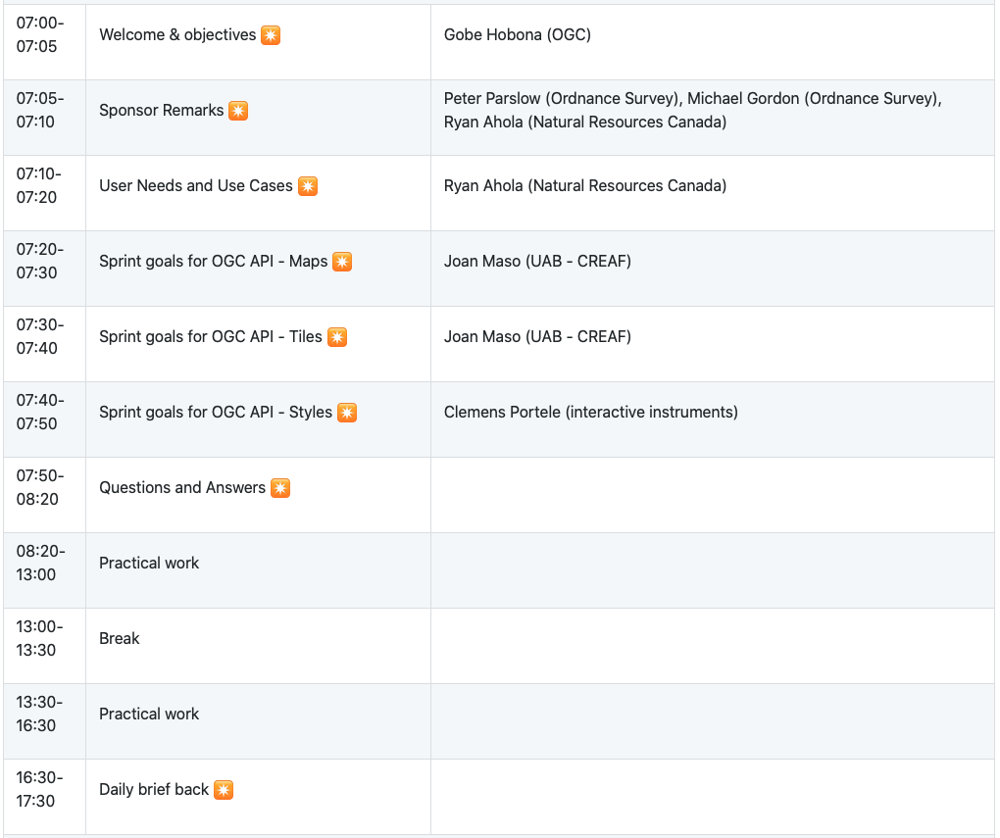 07:00-
07:05
Welcome & objectives ✴️
Gobe Hobona (OGC)
07:05-
07:10
Sponsor Remarks ✴️
Peter Parslow (Ordnance Survey), Michael Gordon (Ordnance Survey),
Ryan Ahola (Natural Resources Canada)
07:10-
07:20
User Needs and Use Cases ✴️
Ryan Ahola (Natural Resources Canada)
07:20-
07:30
Sprint goals for OGC API - Maps ✴️
Joan Maso (UAB - CREAF)
07:30-
07:40
Sprint goals for OGC API - Tiles ✴️
Joan Maso (UAB - CREAF)
07:40-
07:50
Sprint goals for OGC API - Styles ✴️
Clemens Portele (interactive instruments)
07:50-
08:20
Questions and Answers ✴️
08:20-
13:00
Practical work
13:00-
13:30
Break
13:30-
16:30
Practical work
16:30-
17:30
Daily brief back ✴️